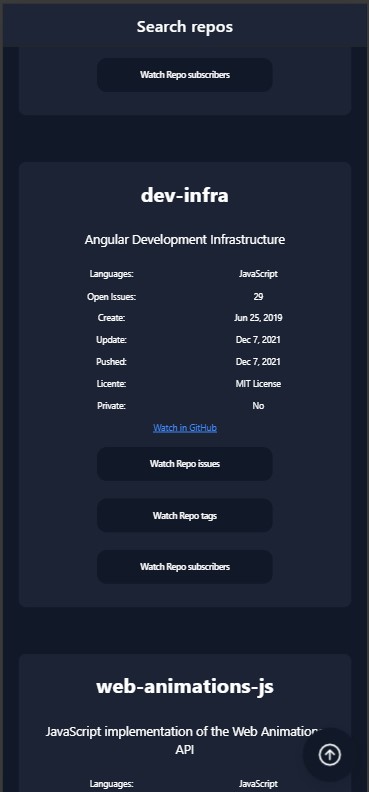 Search repos
Watch Repo subscribers
dev-infra
Angular Development Infrastructure
Languages: JavaScript
Open Issues: 29
Create: Jun 25, 2019
Update: Dec 7, 2021
Pushed: Dec 7, 2021
Licente: MIT License
Private: No
Watch in GitHub
Watch Repo issues
Watch Repo tags
Watch Repo subscribers
web-animations-js
JavaScript implementation of the Web Animations
API
Languages: JavaScript